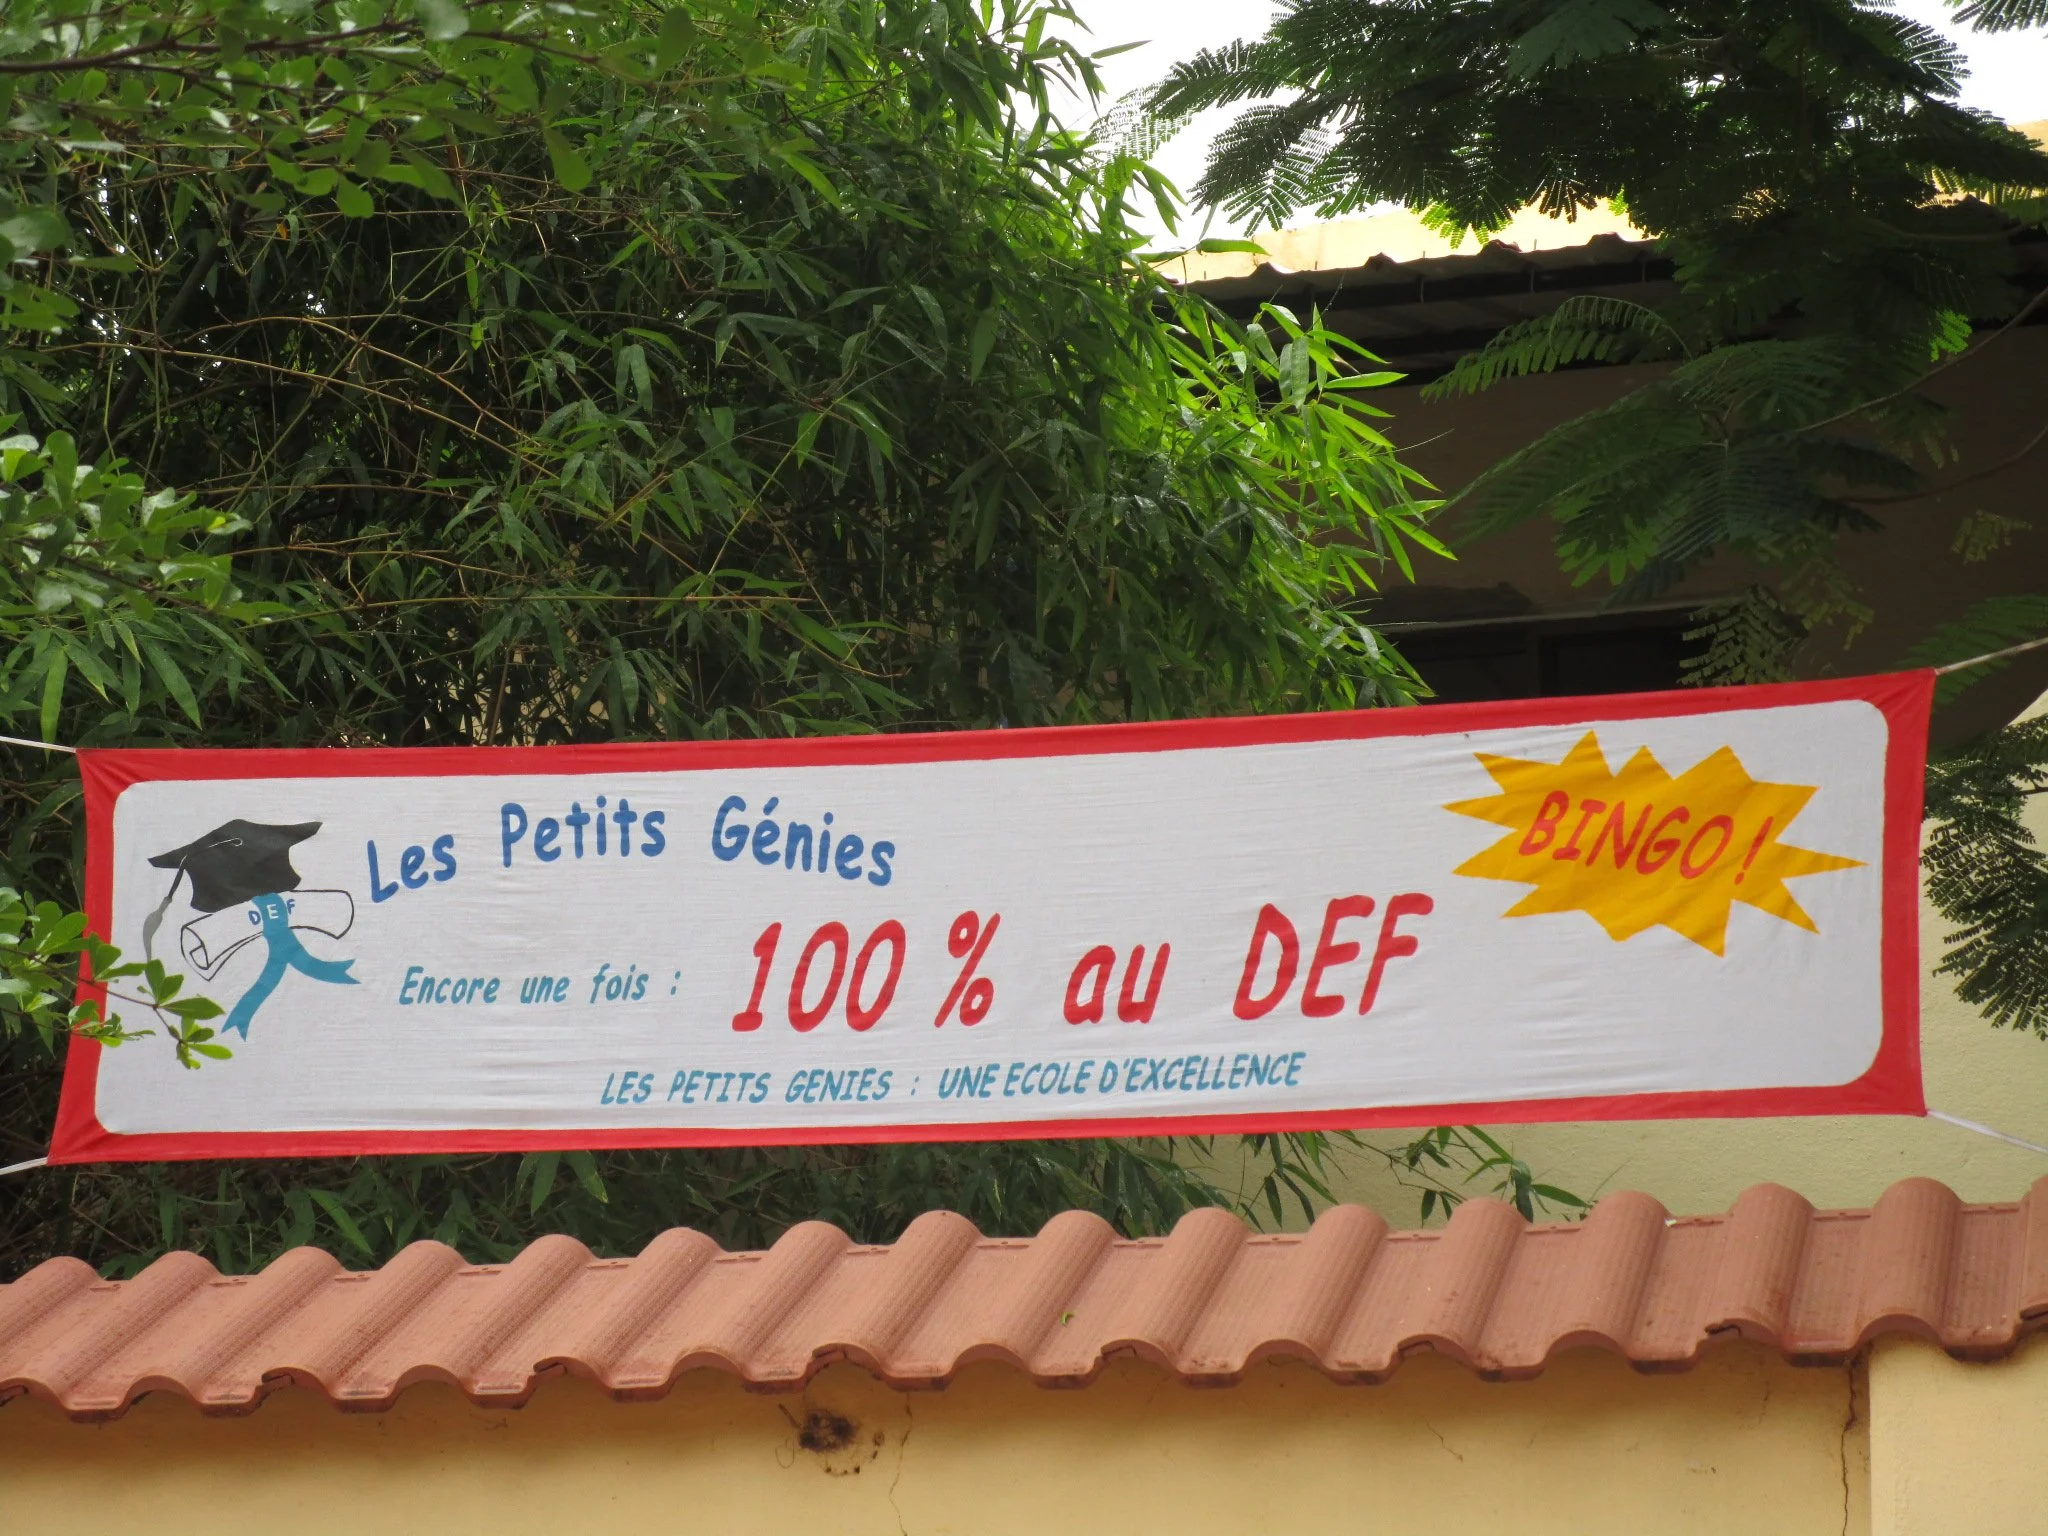 Les Petits Génies
BINGO !
DEF
Encore une fois : 100 % au DEF
LES PETITS GENIES : UNE ECOLE D'EXCELLENCE